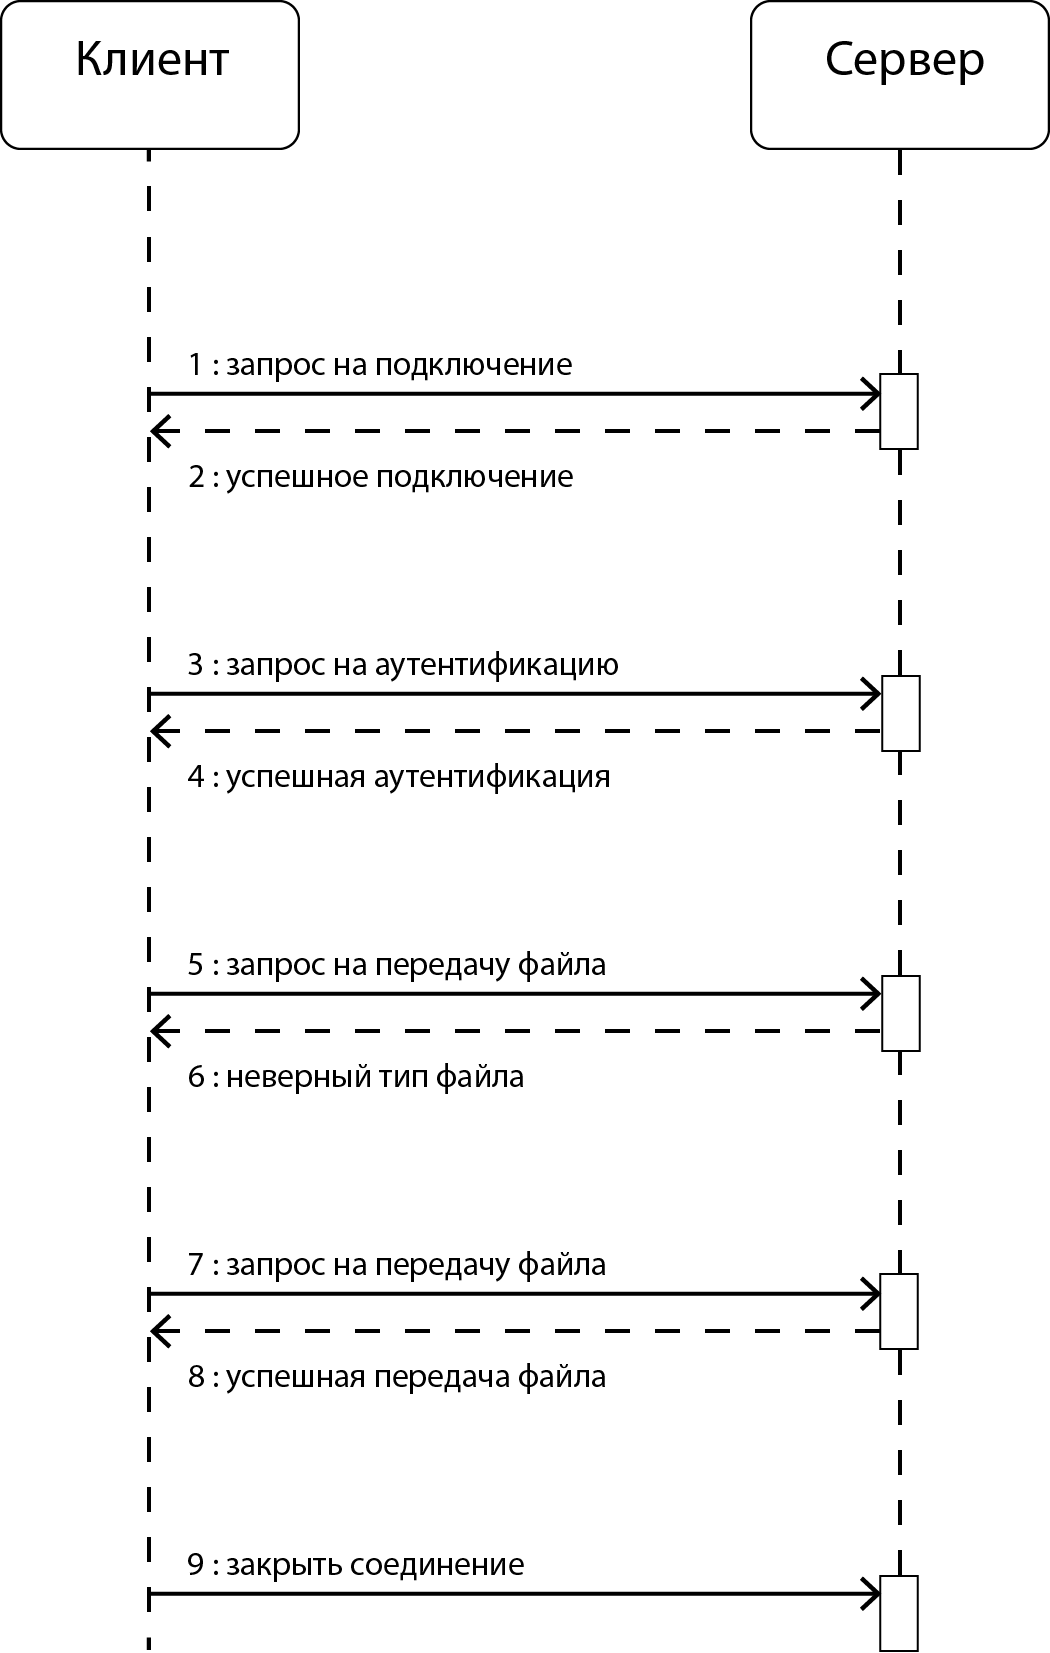 Клиент
Сервер
1 : запрос на подключение
2 : успешное подключение
3 : запрос на аутентификацию
4 : успешная аутентификация
5 : запрос на передачу файла
6 : неверный тип файла
7 : запрос на передачу файла
8 : успешная передача файла
9 : закрыть соединение